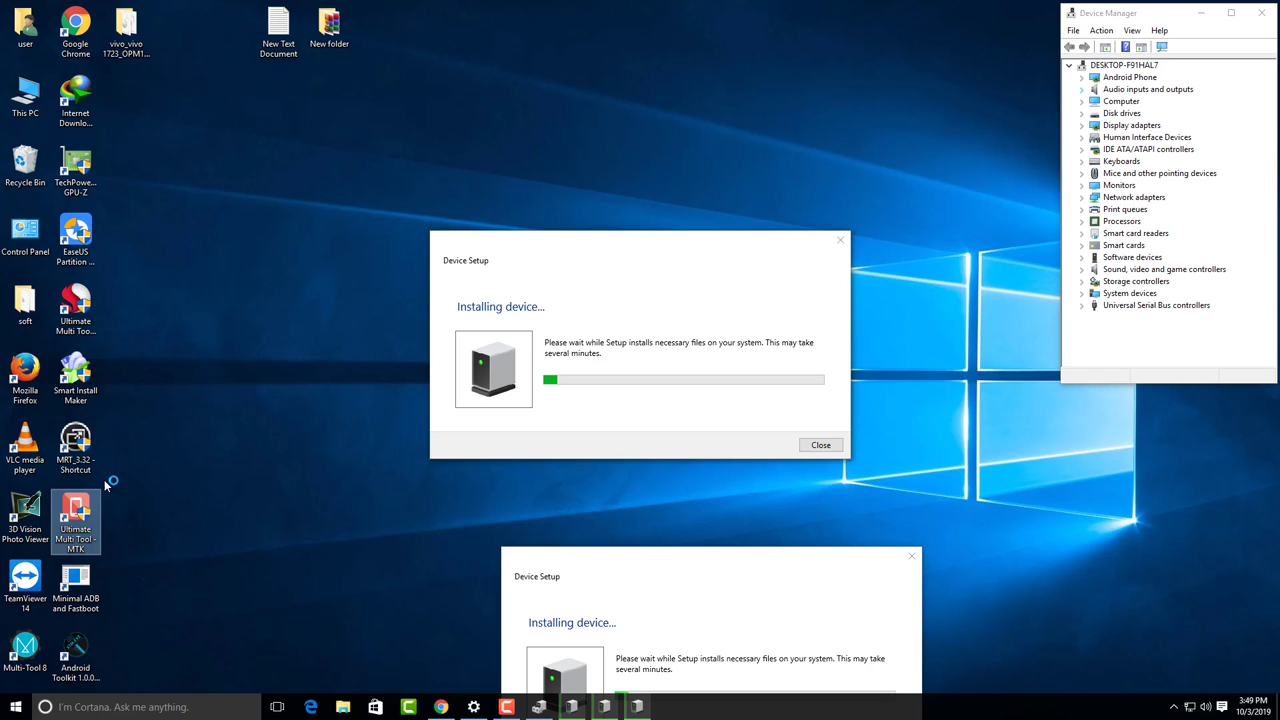 user
Google
Chrome
vivo_vivo
1723_OPM1...
New Text
Document
New folder
This PC
Internet
Downlo...
Recycle Bin
TechPowe...
GPU-Z
Control Panel
EaseUS
Partition ...
soft
Ultimate
Multi Too...
Mozilla
Firefox
Smart Install
Maker
VLC media
player
MRT_3.32 -
Shortcut
3D Vision
Photo Viewer
Ultimate
Multi Tool -
MTK
TeamViewer
14
Minimal ADB
and Fastboot
Multi-Tool 8
Android
Toolkit 1.0.0...
Device Setup
Installing device...
Please wait while Setup installs necessary files on your system. This may take
several minutes.
Close
Device Setup
Installing device...
Please wait while Setup installs necessary files on your system. This may take
several minutes.
Device Manager
File Action View Help
DESKTOP-F91HAL7
Android Phone
Audio inputs and outputs
Computer
Disk drives
Display adapters
Human Interface Devices
IDE ATA/ATAPI controllers
Keyboards
Mice and other pointing devices
Monitors
Network adapters
Print queues
Processors
Smart card readers
Smart cards
Software devices
Sound, video and game controllers
Storage controllers
System devices
Universal Serial Bus controllers
I'm Cortana. Ask me anything.
3:49 PM
10/3/2019